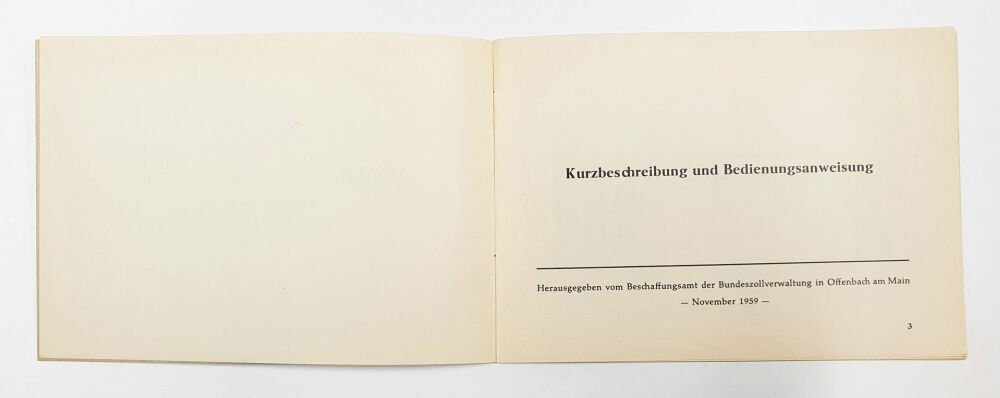 Kurzbeschreibung und Bedienungsanweisung
Herausgegeben vom Beschaffungsamt der Bundeszollverwaltung in Offenbach am Main
— November 1959 —
3